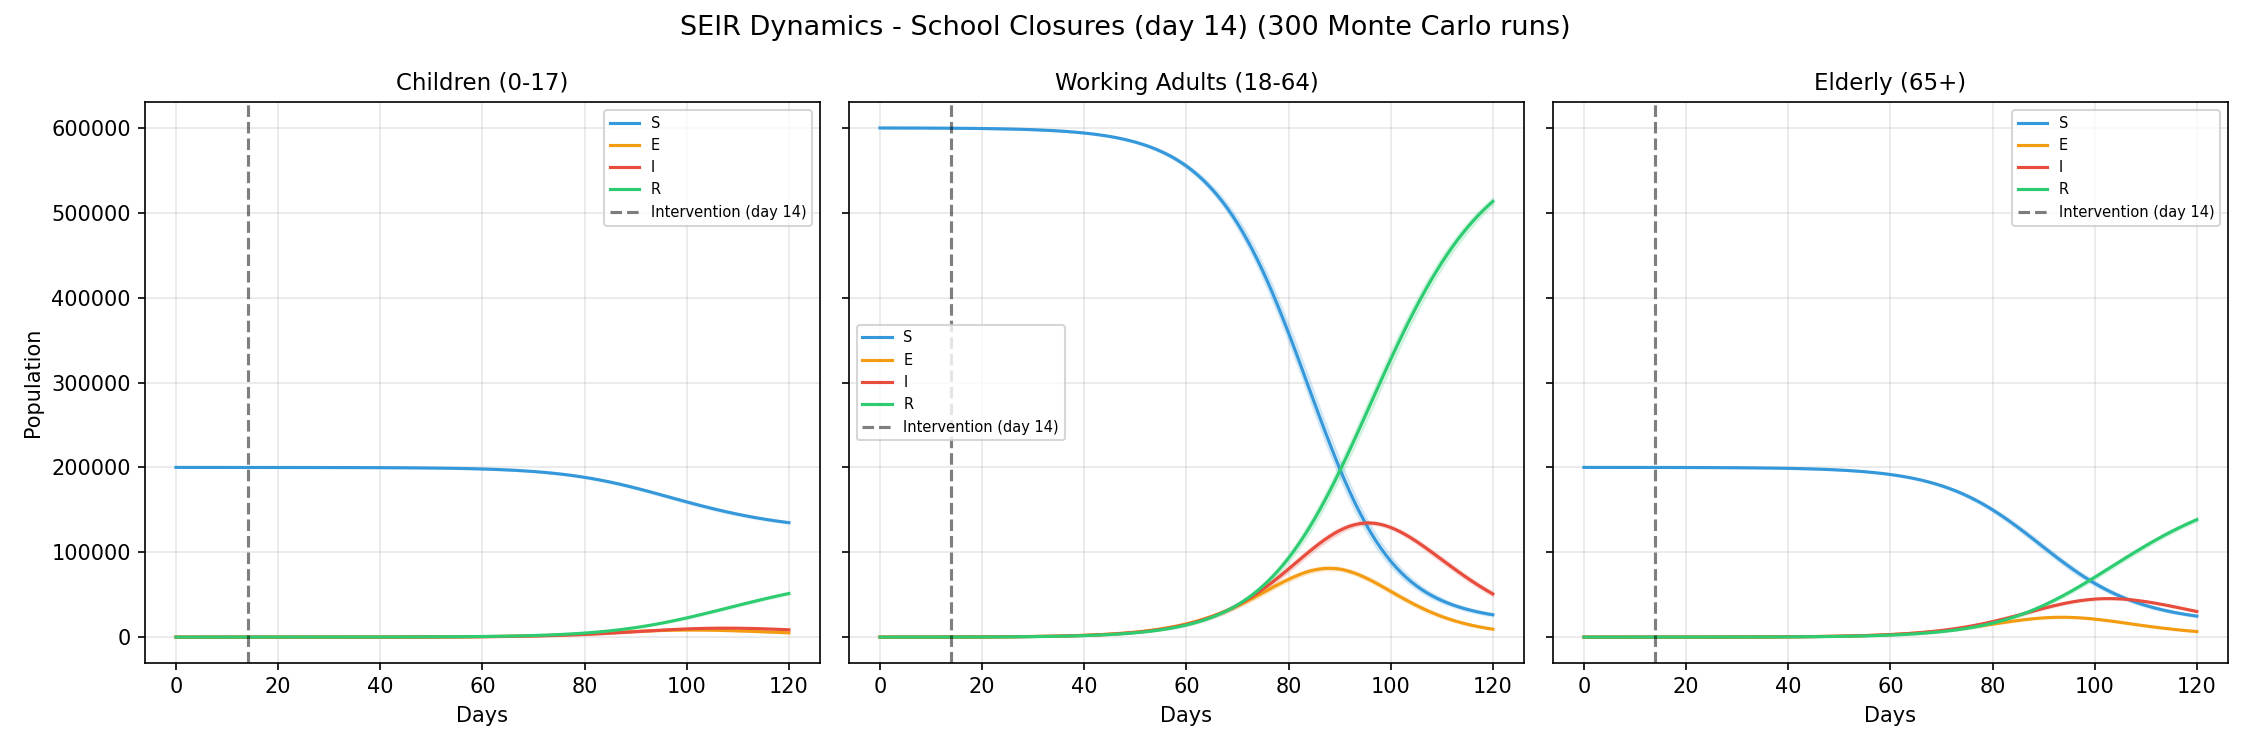 SEIR Dynamics - School Closures (day 14) (300 Monte Carlo runs)
Children (0-17)
Population
600000
500000
400000
300000
200000
100000
0
S
E
I
R
Intervention (day 14)
0 20 40 60 80 100 120
Days
Working Adults (18-64)
S
E
I
R
Intervention (day 14)
0 20 40 60 80 100 120
Days
Elderly (65+)
S
E
I
R
Intervention (day 14)
0 20 40 60 80 100 120
Days